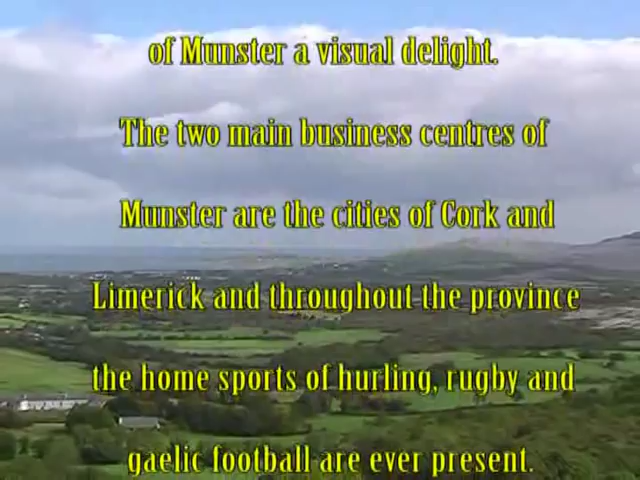 of Munster a visual delight.
The two main business centres of
Munster are the cities of Cork and
Limerick and throughout the province
the home sports of hurling, rugby and
gaelic football are ever present.